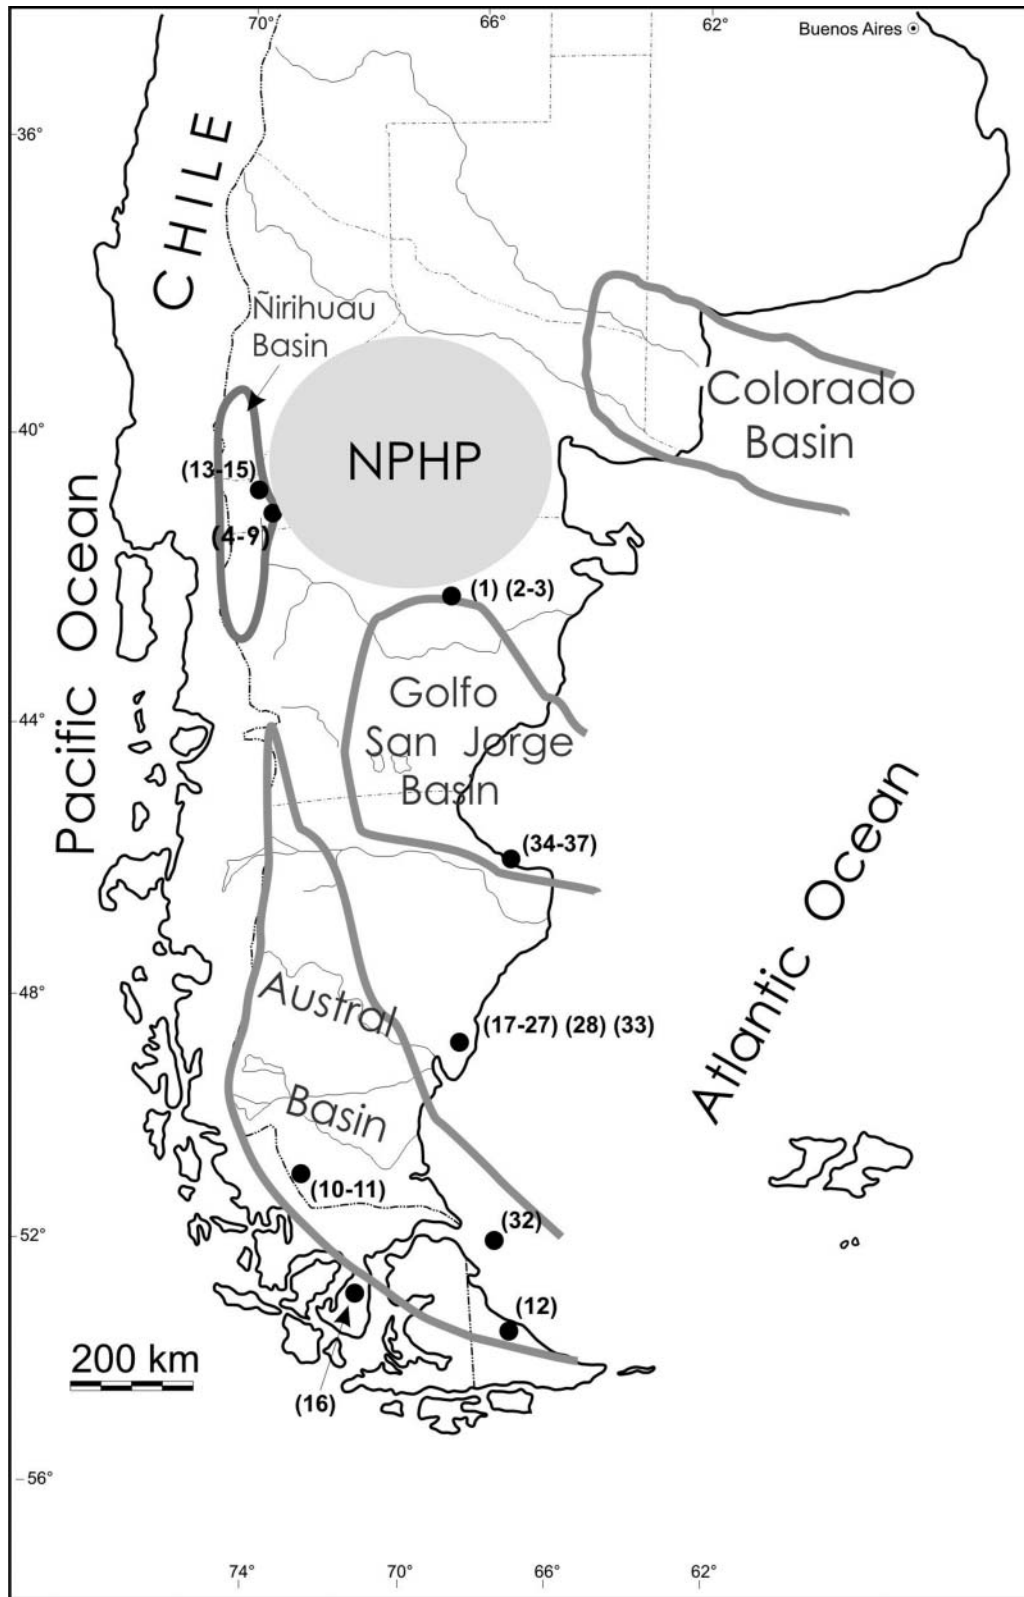 70°
66°
62°
Buenos Aires
36°
CHILE
Ñirihuau
Basin
Colorado
Basin
40°
NPHP
(13-15)
(4-9)
(1) (2-3)
Pacific Ocean
Golfo
San Jorge
Basin
44°
(34-37)
Atlantic Ocean
48°
Austral
Basin
(17-27) (28) (33)
(10-11)
52°
(32)
(12)
200 km
(16)
56°
74°
70°
66°
62°